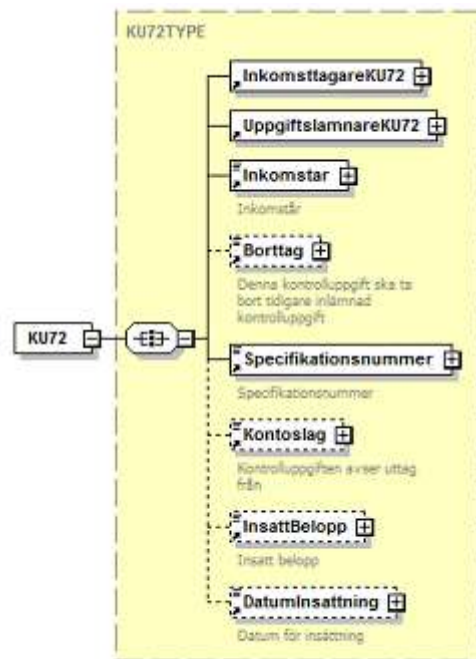 KU72TYPE
InkomsttagareKU72
UppgiftslamnareKU72
Inkomstar
Inkomstår
Borttag
Denna kontrolluppgift ska ta
bort tidigare inlämnad
kontrolluppgift
KU72
Specifikationsnummer
Specifikationsnummer
Kontoslag
Kontrolluppgiften avser uttag
från
InsattBelopp
Insatt belopp
DatumInsattning
Datum för insättning